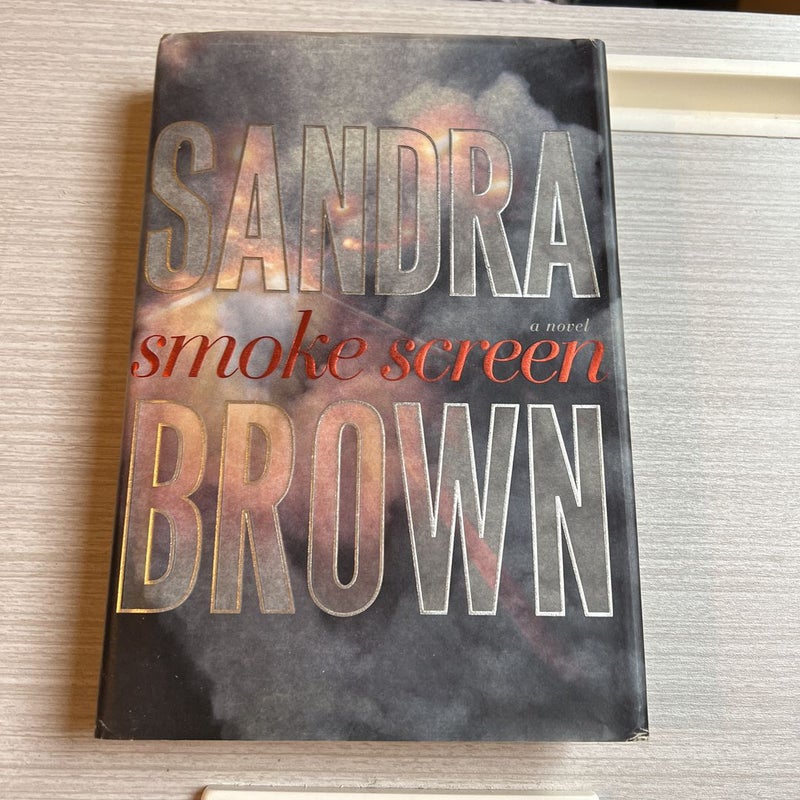 SANDRA
a novel
smoke screen
BROWN